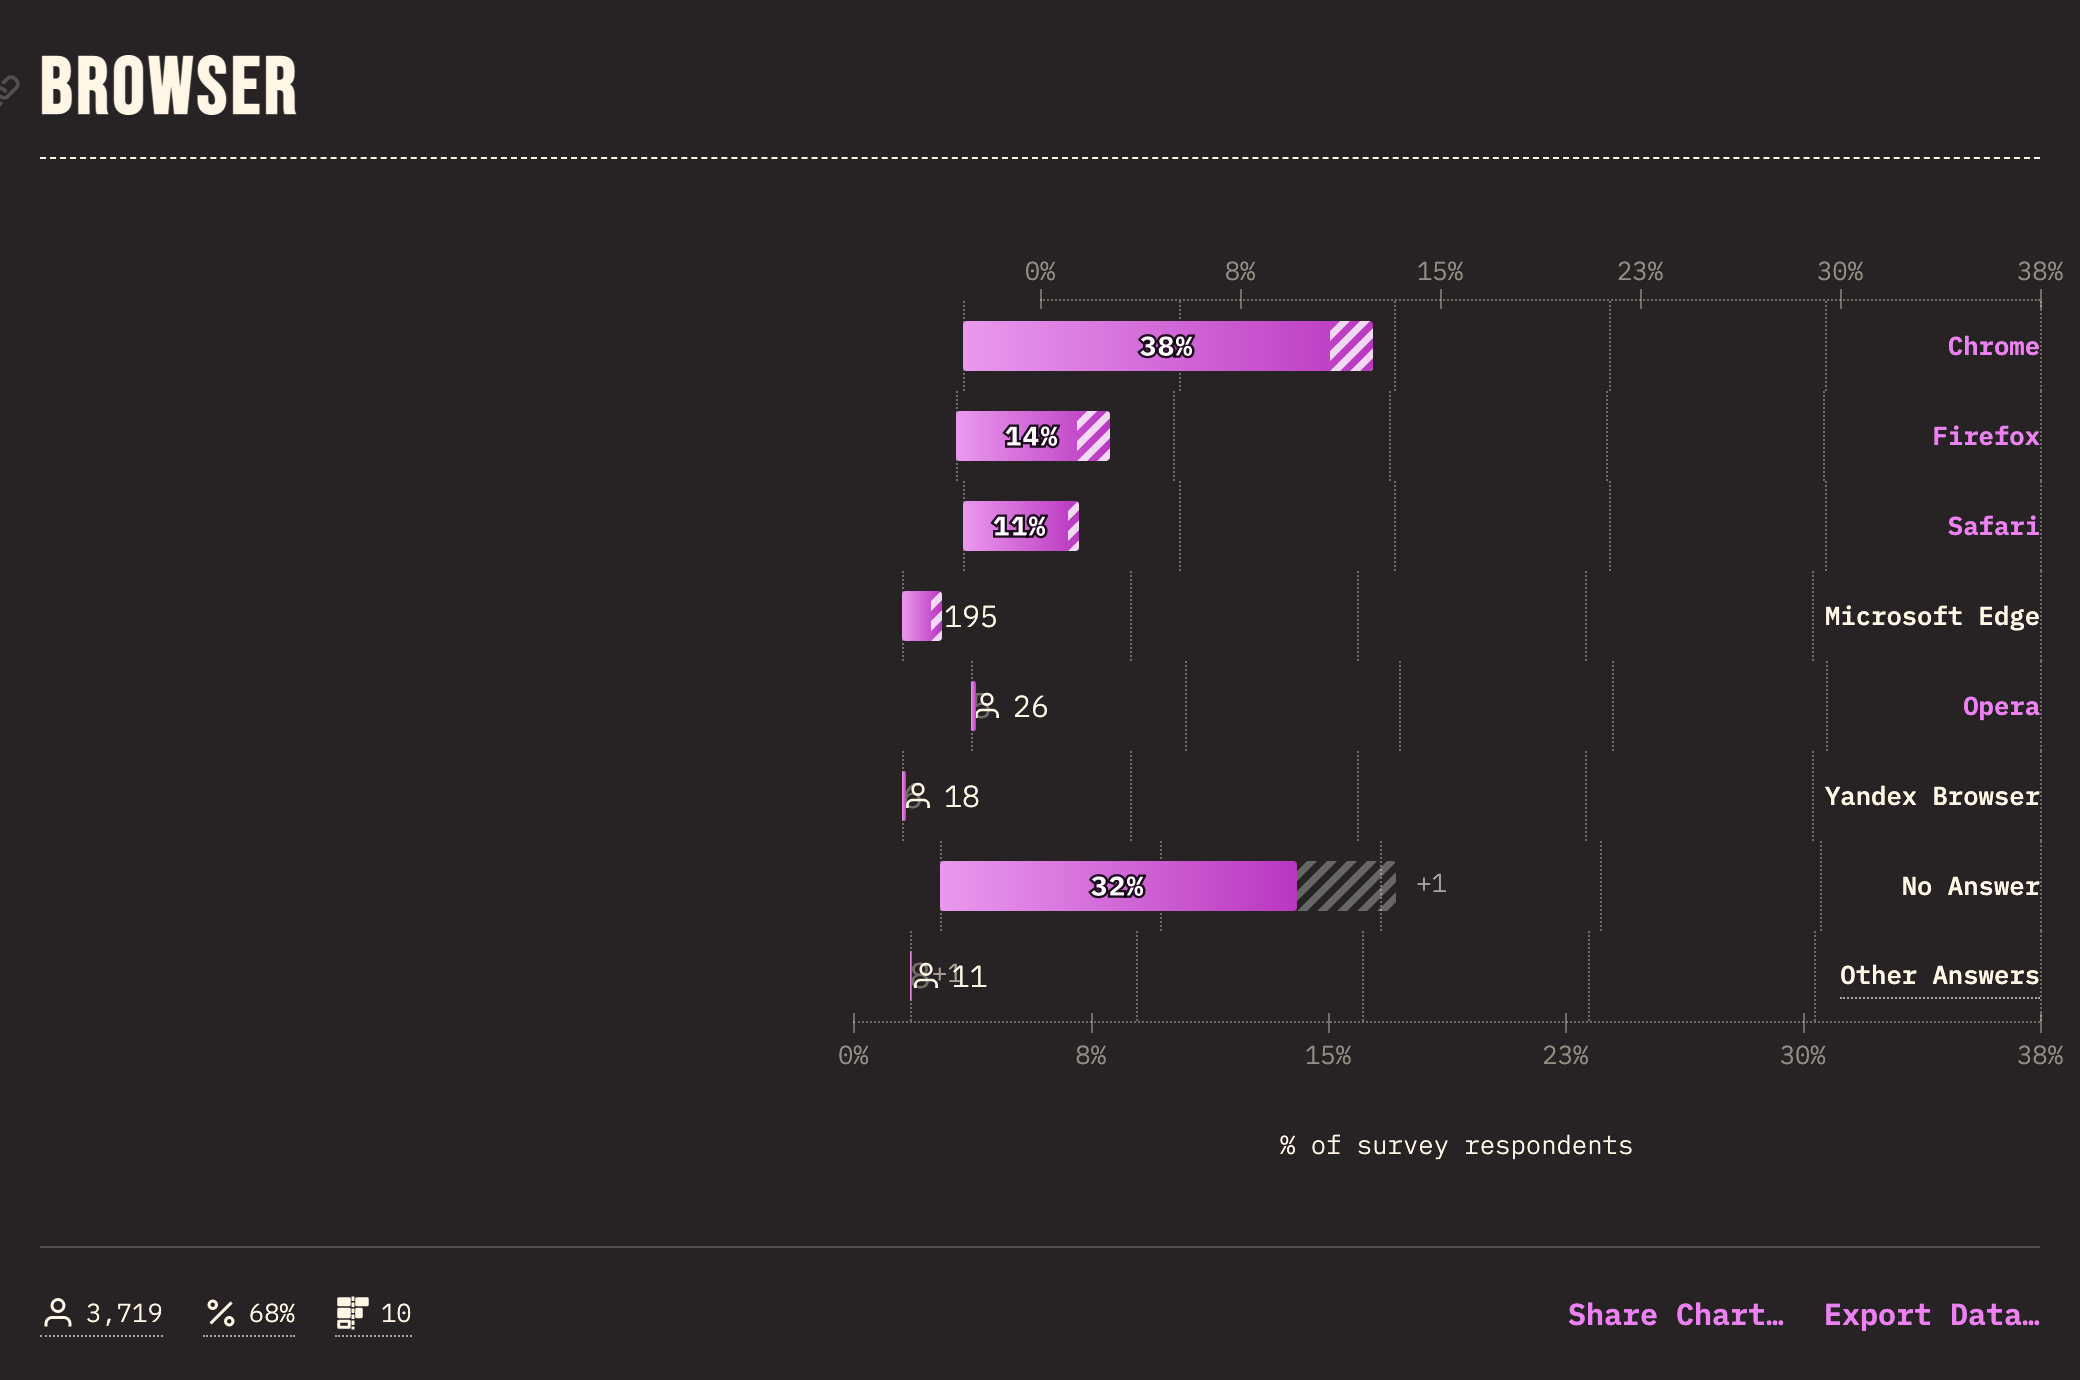 BROWSER
0% 8% 15% 23% 30% 38%
38% Chrome
14% Firefox
11% Safari
195 Microsoft Edge
26 Opera
18 Yandex Browser
32% +1 No Answer
+1 11 Other Answers
0% 8% 15% 23% 30% 38%
% of survey respondents
3,719 68% 10 Share Chart… Export Data…